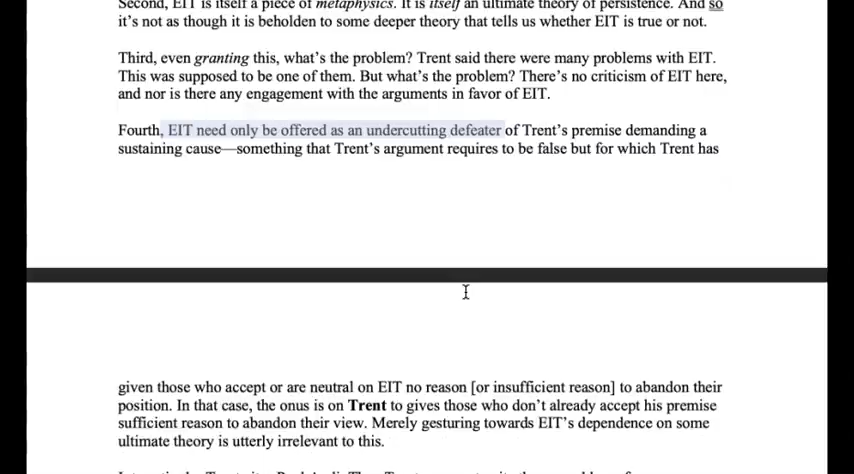 Second, EIT is itself a piece of metaphysics. It is itself an ultimate theory of persistence. And so
it's not as though it is beholden to some deeper theory that tells us whether EIT is true or not.
Third, even granting this, what's the problem? Trent said there were many problems with EIT.
This was supposed to be one of them. But what's the problem? There's no criticism of EIT here,
and nor is there any engagement with the arguments in favor of EIT.
Fourth, EIT need only be offered as an undercutting defeater of Trent's premise demanding a
sustaining cause—something that Trent's argument requires to be false but for which Trent has
given those who accept or are neutral on EIT no reason [or insufficient reason] to abandon their
position. In that case, the onus is on Trent to gives those who don't already accept his premise
sufficient reason to abandon their view. Merely gesturing towards EIT's dependence on some
ultimate theory is utterly irrelevant to this.